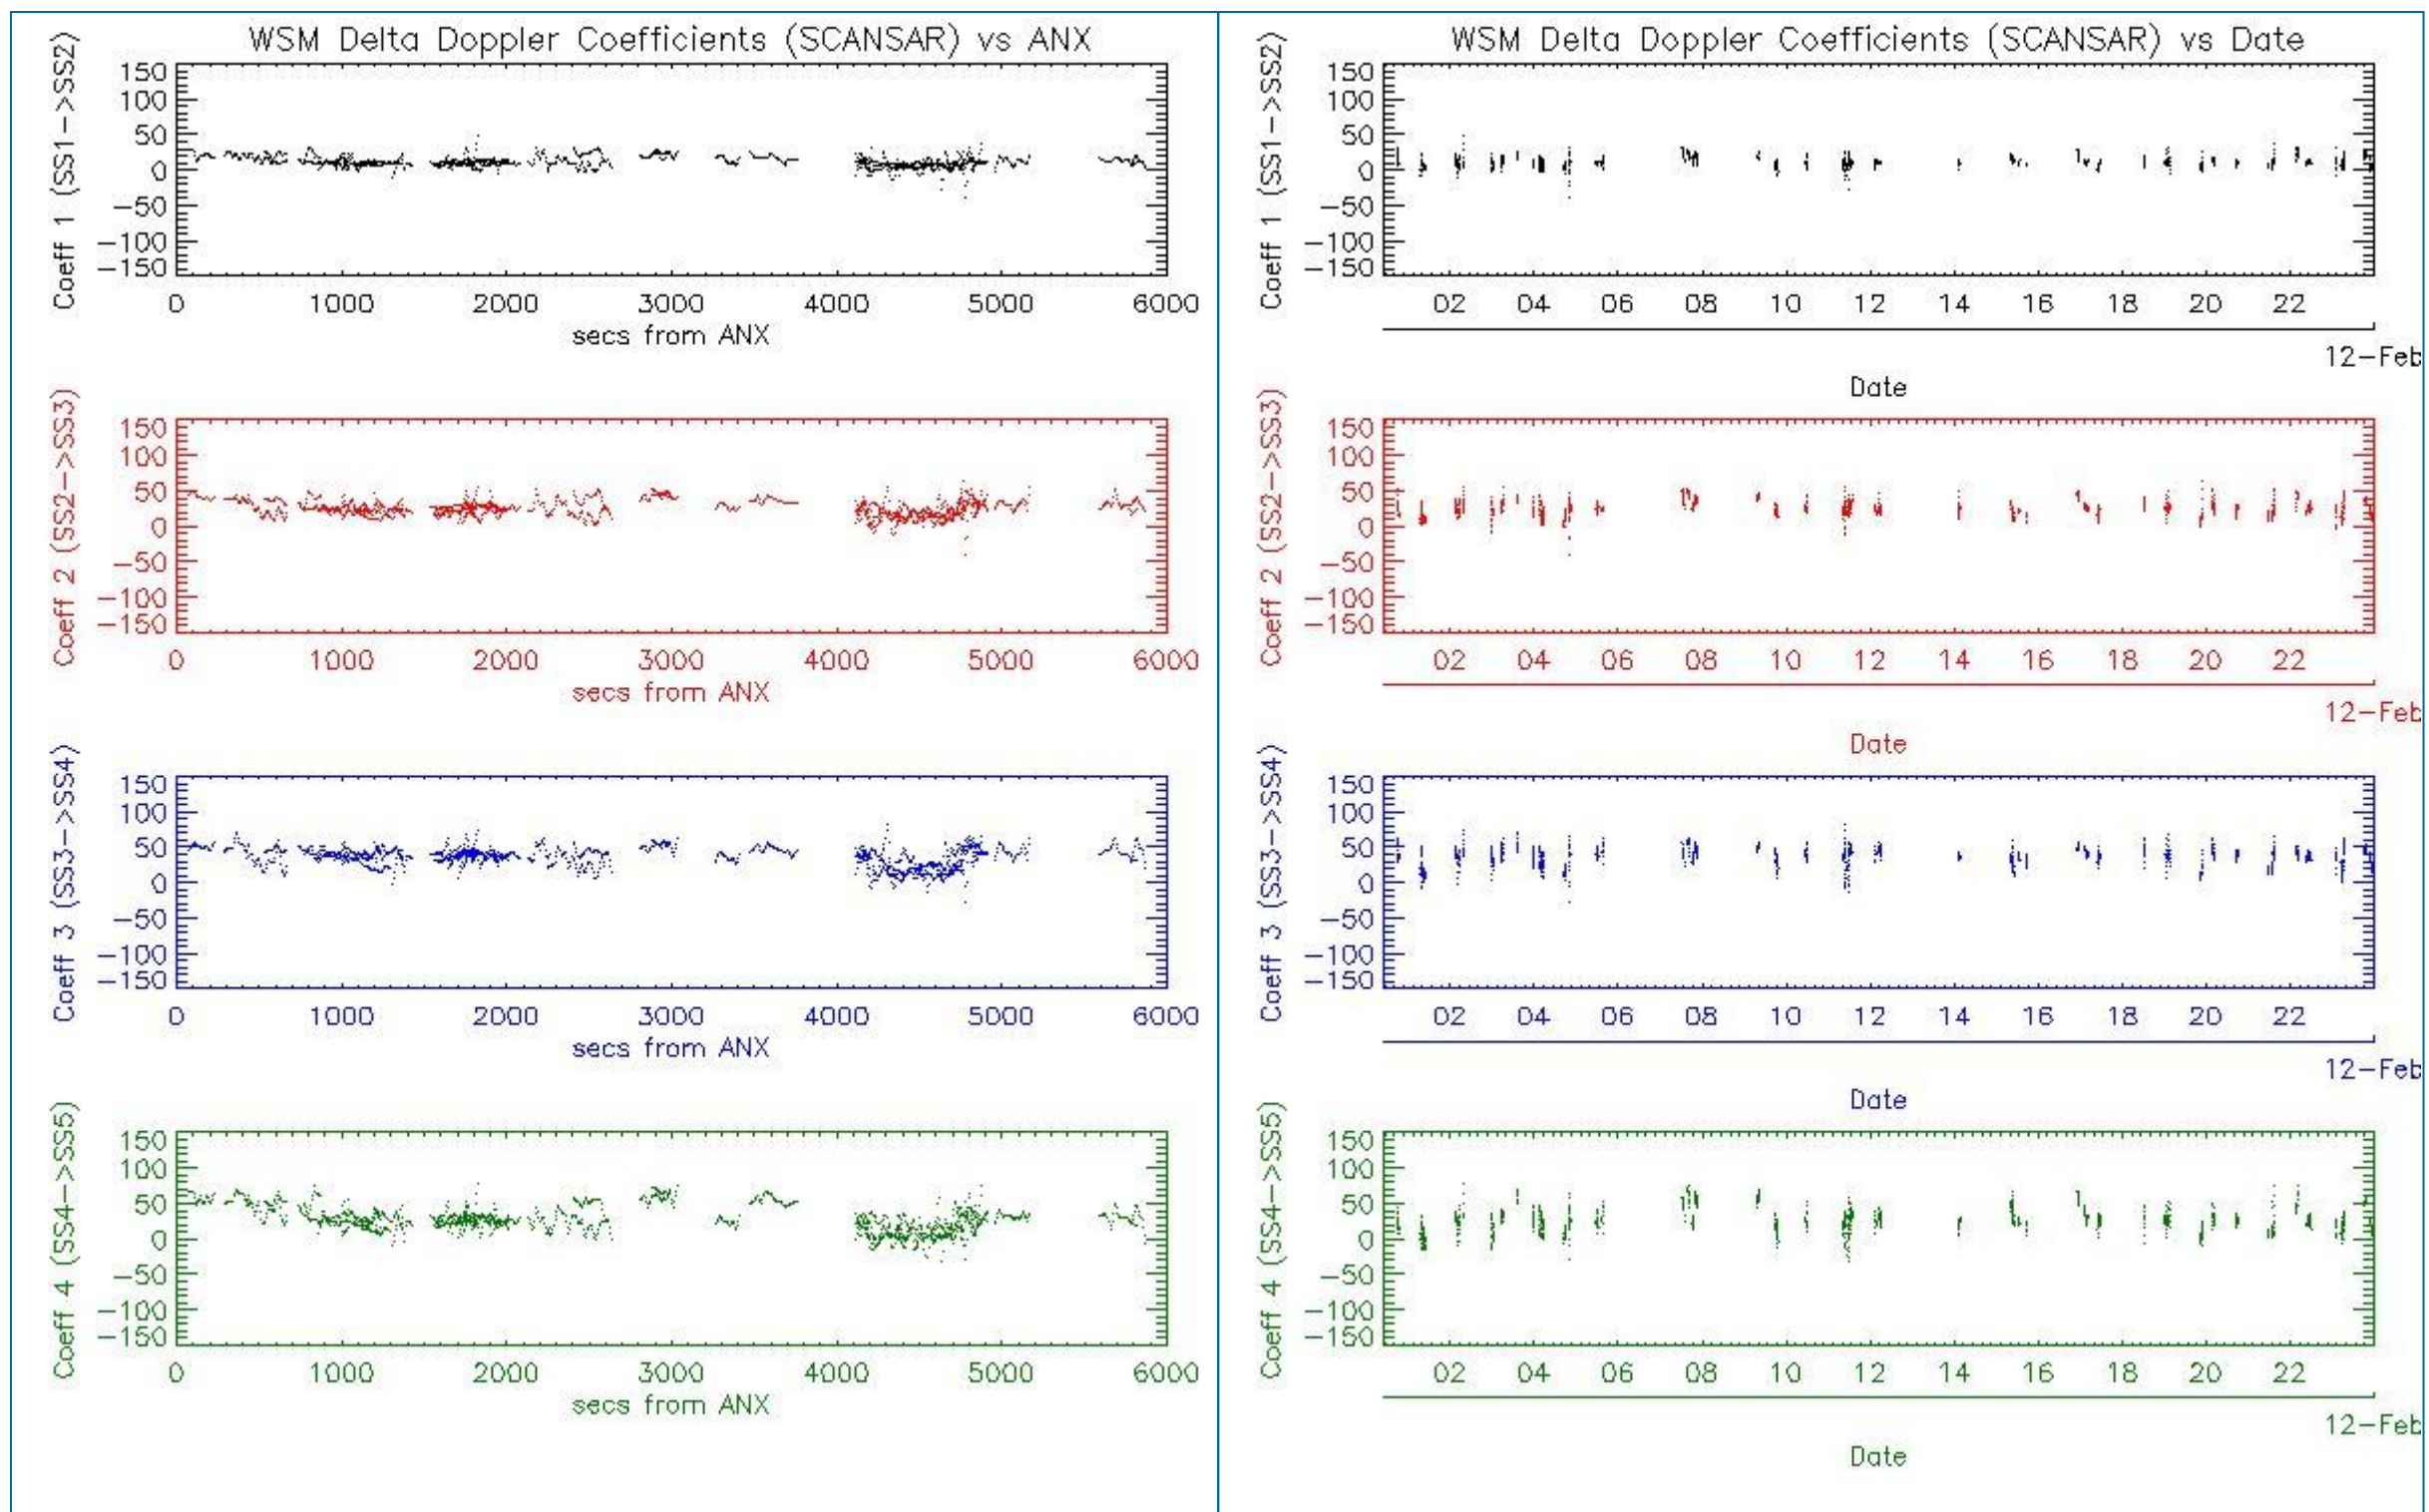 WSM Delta Doppler Coefficients (SCANSAR) vs ANX
Coeff 1 (SS1->SS2)
150
100
50
0
-50
-100
-150
0 1000 2000 3000 4000 5000 6000
secs from ANX
Coeff 2 (SS2->SS3)
150
100
50
0
-50
-100
-150
0 1000 2000 3000 4000 5000 6000
secs from ANX
Coeff 3 (SS3->SS4)
150
100
50
0
-50
-100
-150
0 1000 2000 3000 4000 5000 6000
secs from ANX
Coeff 4 (SS4->SS5)
150
100
50
0
-50
-100
-150
0 1000 2000 3000 4000 5000 6000
secs from ANX
WSM Delta Doppler Coefficients (SCANSAR) vs Date
Coeff 1 (SS1->SS2)
150
100
50
0
-50
-100
-150
02 04 06 08 10 12 14 16 18 20 22
12-Feb
Date
Coeff 2 (SS2->SS3)
150
100
50
0
-50
-100
-150
02 04 06 08 10 12 14 16 18 20 22
12-Feb
Date
Coeff 3 (SS3->SS4)
150
100
50
0
-50
-100
-150
02 04 06 08 10 12 14 16 18 20 22
12-Feb
Date
Coeff 4 (SS4->SS5)
150
100
50
0
-50
-100
-150
02 04 06 08 10 12 14 16 18 20 22
12-Feb
Date